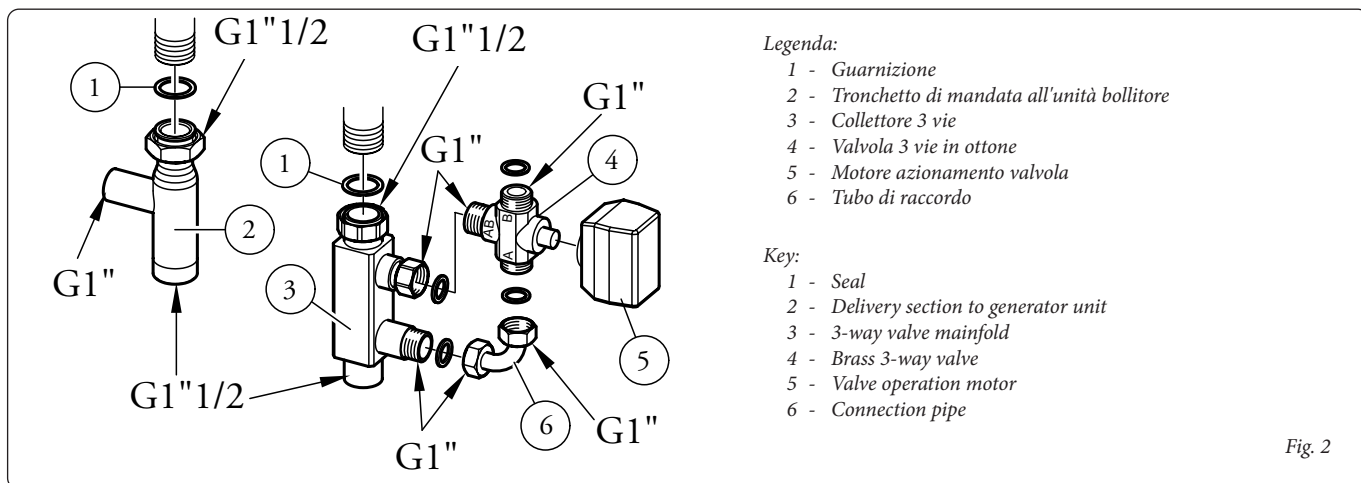 G1"1/2
1
2
G1"
G1"1/2
G1"1/2
G1"
G1"
1
4
AB
B
A
3
5
6
G1"
G1"
Legenda:
1 - Guarnizione
2 - Tronchetto di mandata all'unità bollitore
3 - Collettore 3 vie
4 - Valvola 3 vie in ottone
5 - Motore azionamento valvola
6 - Tubo di raccordo
Key:
1 - Seal
2 - Delivery section to generator unit
3 - 3-way valve mainfold
4 - Brass 3-way valve
5 - Valve operation motor
6 - Connection pipe
Fig. 2